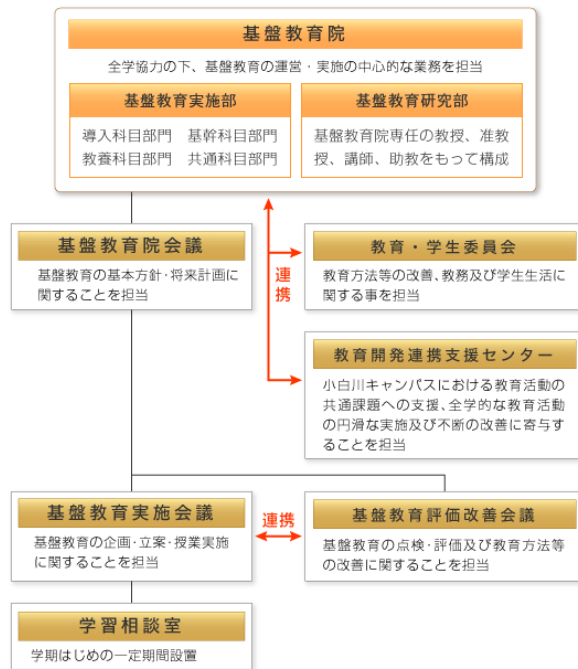 基盤教育院
全学協力の下、基盤教育の運営・実施の中心的な業務を担当
基盤教育実施部
導入科目部門 基幹科目部門
教養科目部門 共通科目部門
基盤教育研究部
基盤教育院専任の教授、准教
授、講師、助教をもって構成
基盤教育院会議
基盤教育の基本方針・将来計画に
関することを担当
連携
教育・学生委員会
教育方法等の改善、教務及び学生生活に
関する事を担当
教育開発連携支援センター
小白川キャンパスにおける教育活動の
共通課題への支援、全学的な教育活動
の円滑な実施及び不断の改善に寄与す
ることを担当
基盤教育実施会議
基盤教育の企画・立案・授業実施
に関することを担当
連携
基盤教育評価改善会議
基盤教育の点検・評価及び教育方法等
の改善に関することを担当
学習相談室
学期はじめの一定期間設置